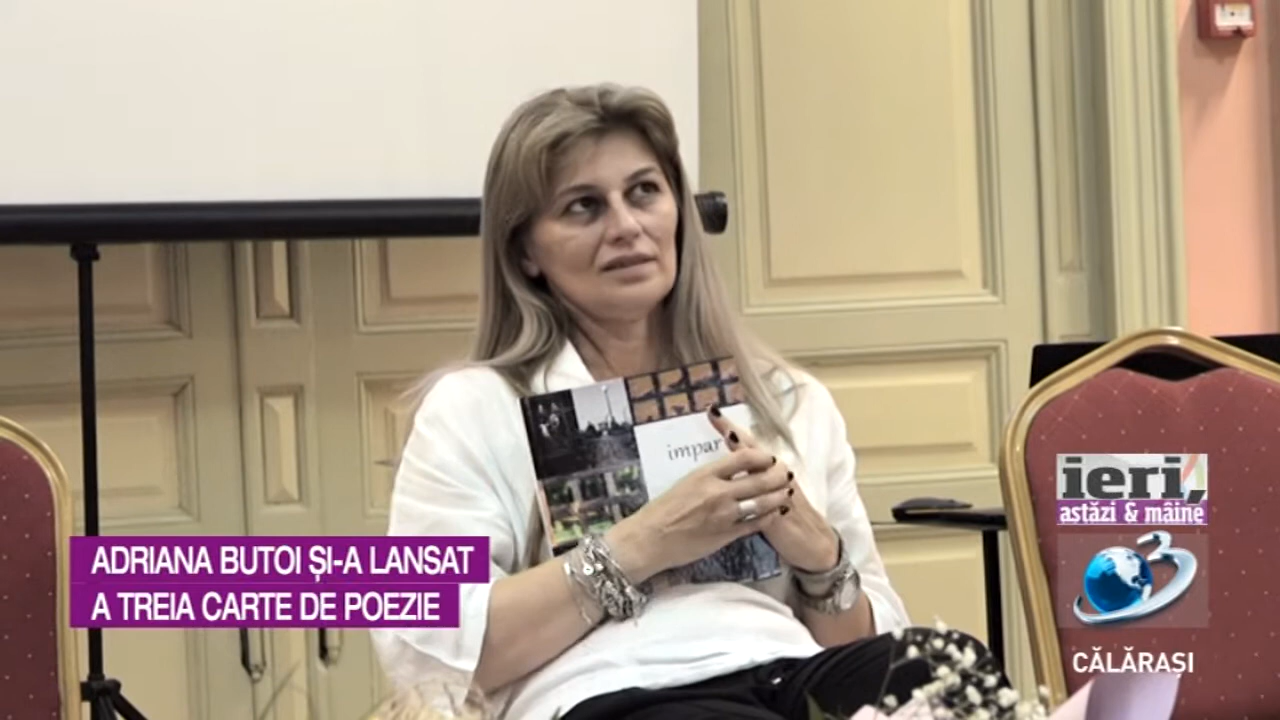 impar
ieri,
astăzi & mâine
ADRIANA BUTOI ȘI-A LANSAT
A TREIA CARTE DE POEZIE
3
CĂLĂRAȘI